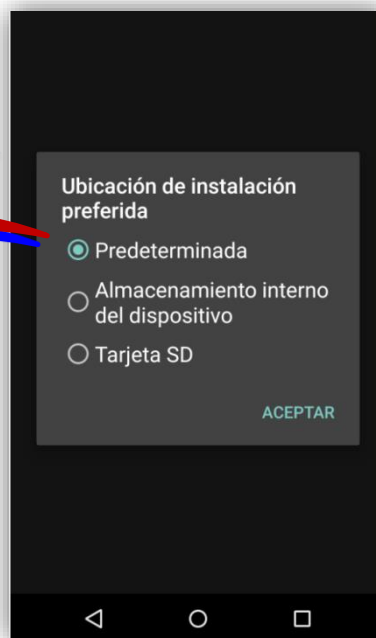 Ubicación de instalación
preferida
Predeterminada
Almacenamiento interno
del dispositivo
Tarjeta SD
ACEPTAR